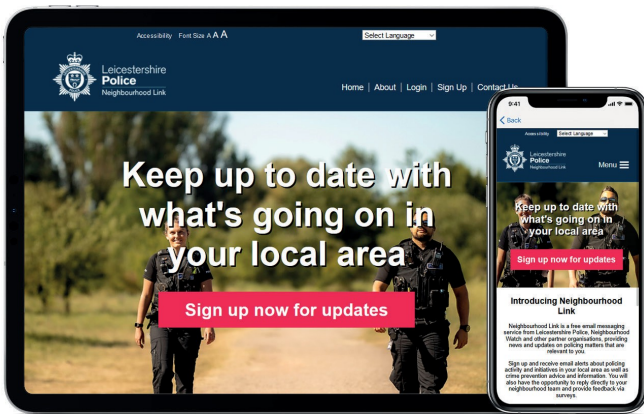 Accessibility Font Size A A A
Select Language
Leicestershire
Police
Neighbourhood Link
Home | About | Login | Sign Up | Contact Us
Keep up to date with
what's going on in
your local area
Sign up now for updates
9:41
Back
Accessibility Select Language
Leicestershire
Police
Neighbourhood Link
Menu
Keep up to date with
what's going on in
your local area
Sign up now for updates
Introducing Neighbourhood
Link
Neighbourhood Link is a free email messaging
service from Leicestershire Police, Neighbourhood
Watch and other partner organisations, providing
news and updates on policing matters that are
relevant to you.
Sign up and receive email alerts about policing
activity and initiatives in your local area as well as
crime prevention advice and information. You will
also have the opportunity to reply directly to your
neighbourhood team and provide feedback via
surveys.